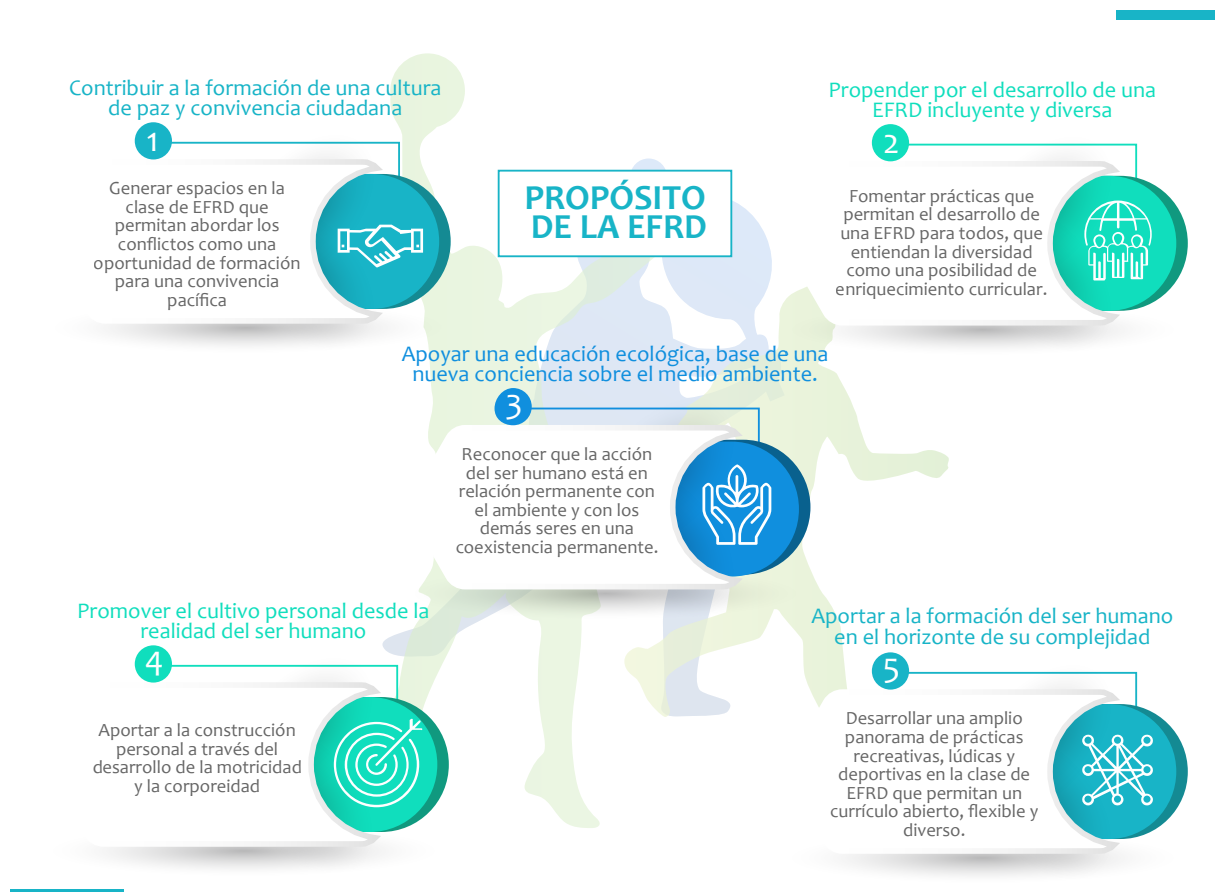 Contribuir a la formación de una cultura
de paz y convivencia ciudadana
1
Generar espacios en la
clase de EFRD que
permitan abordar los
conflictos como una
oportunidad de formación
para una convivencia
pacífica
PROPÓSITO
DE LA EFRD
Propender por el desarrollo de una
EFRD incluyente y diversa
2
Fomentar prácticas que
permitan el desarrollo de
una EFRD para todos, que
entiendan la diversidad
como una posibilidad de
enriquecimiento curricular.
Apoyar una educación ecológica, base de una
nueva conciencia sobre el medio ambiente.
3
Reconocer que la acción
del ser humano está en
relación permanente con
el ambiente y con los
demás seres en una
coexistencia permanente.
Promover el cultivo personal desde la
realidad del ser humano
4
Aportar a la construcción
personal a través del
desarrollo de la motricidad
y la corporeidad
Aportar a la formación del ser humano
en el horizonte de su complejidad
5
Desarrollar una amplio
panorama de prácticas
recreativas, lúdicas y
deportivas en la clase de
EFRD que permitan un
currículo abierto, flexible y
diverso.